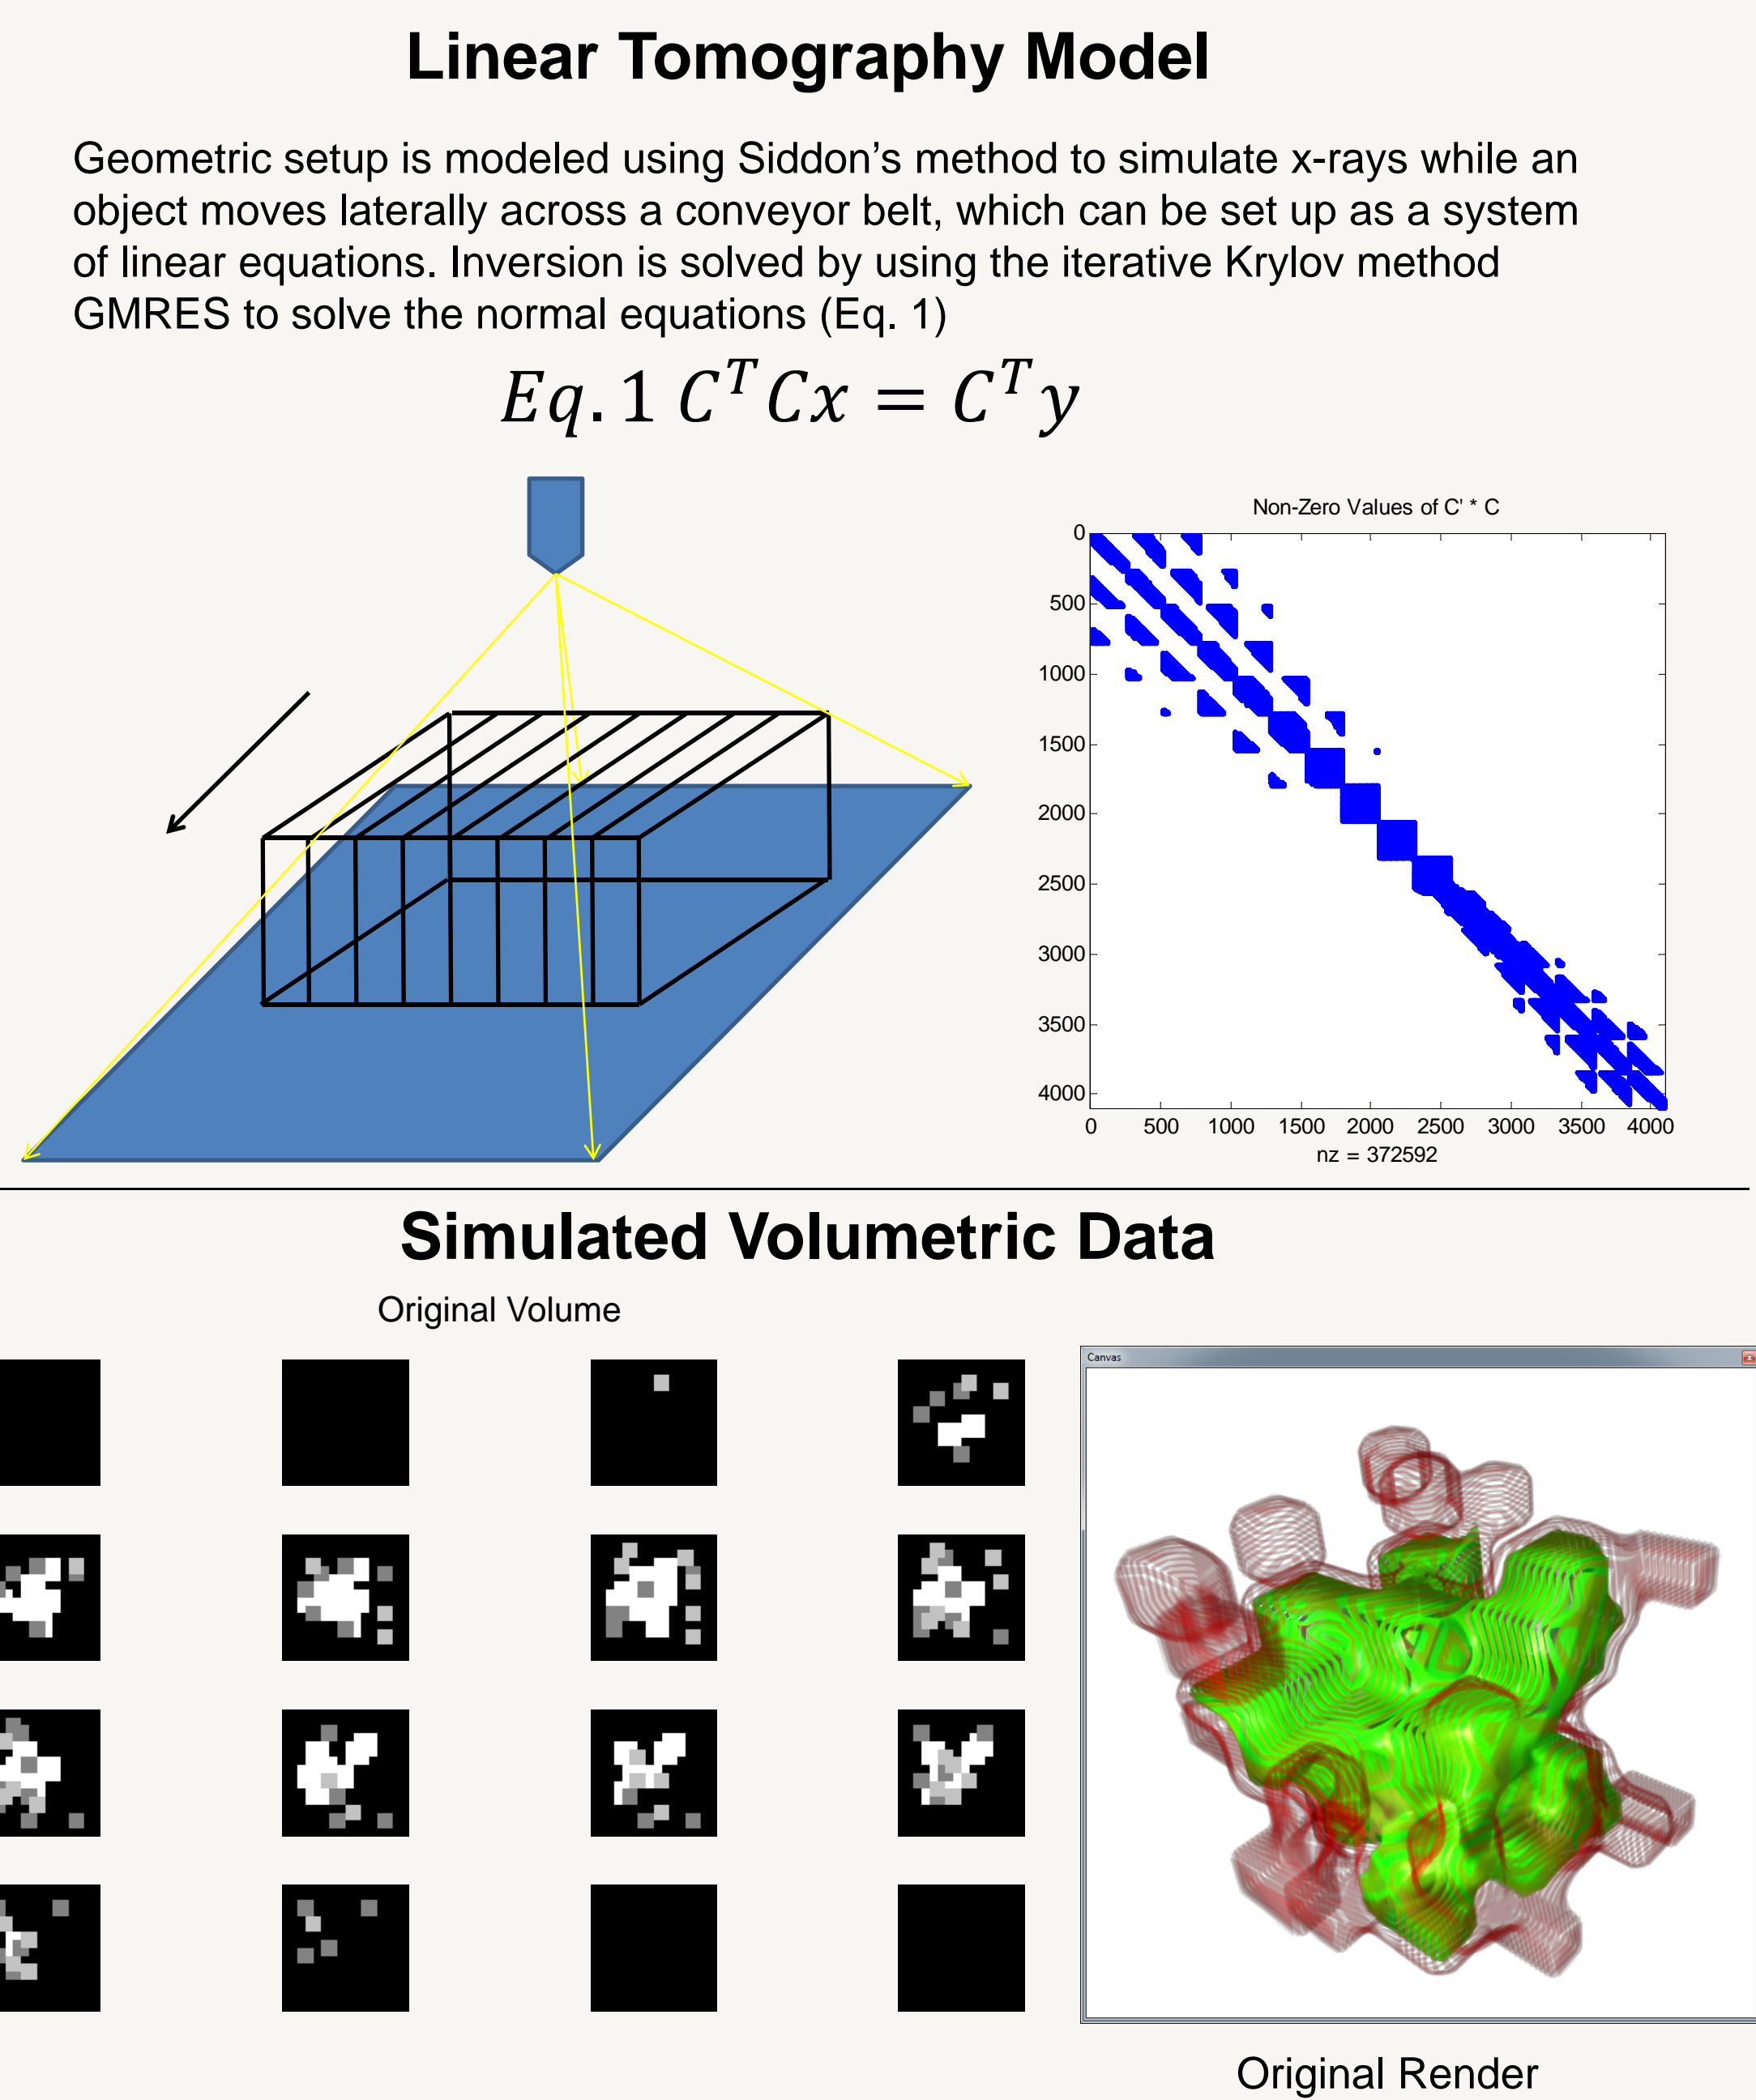 Linear Tomography Model
Geometric setup is modeled using Siddon's method to simulate x-rays while an
object moves laterally across a conveyor belt, which can be set up as a system
of linear equations. Inversion is solved by using the iterative Krylov method
GMRES to solve the normal equations (Eq. 1)
Eq. 1 C^T Cx = C^T y
Non-Zero Values of C' * C
0
500
1000
1500
2000
2500
3000
3500
4000
0 500 1000 1500 2000 2500 3000 3500 4000
nz = 372592
Simulated Volumetric Data
Original Volume
Canvas
Original Render